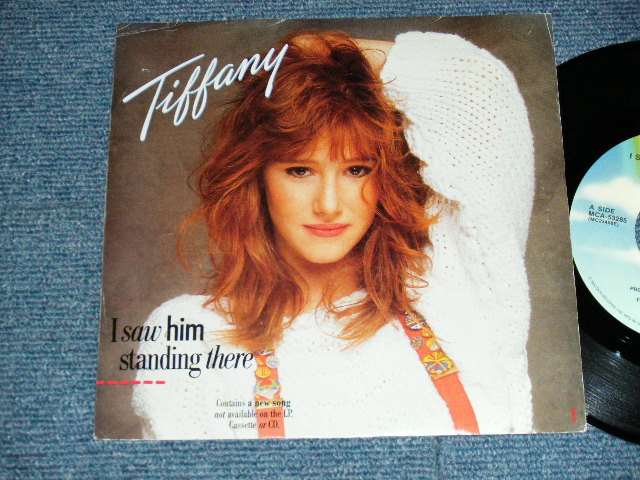 Tiffany
I saw him
standing there
Contains a new song
not available on the LP,
Cassette or CD.
I S
A SIDE
MCA-53285
PRO
F